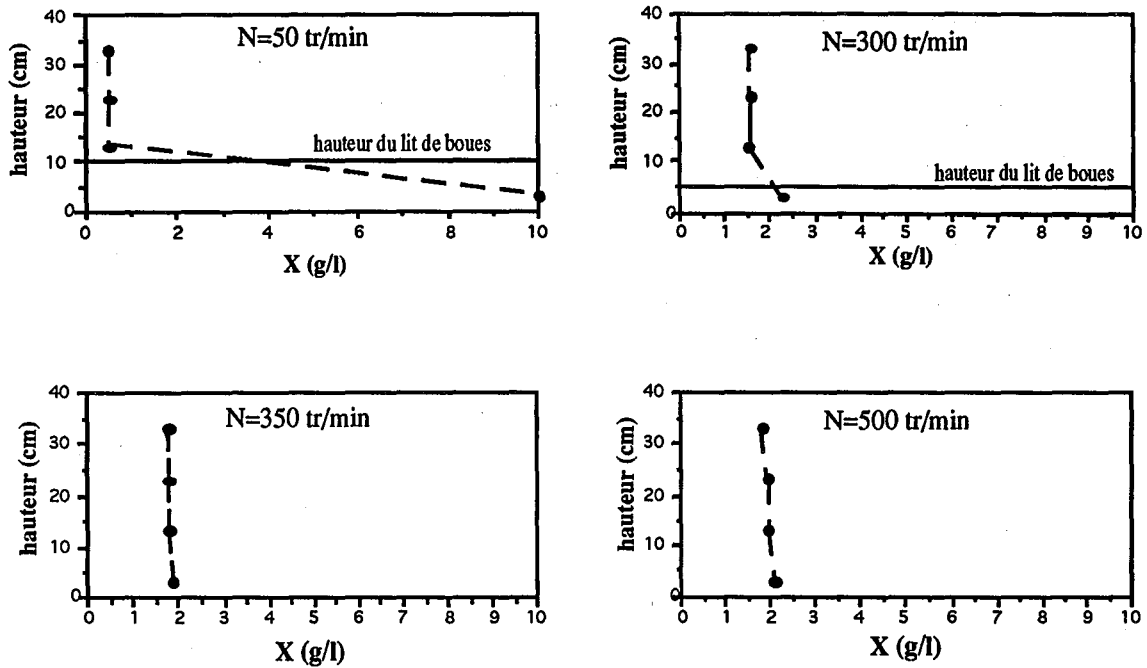 N=50 tr/min
hauteur (cm)
40
30
20
10
0
hauteur du lit de boues
0 2 4 6 8 10
X (g/l)
N=300 tr/min
hauteur (cm)
40
30
20
10
0
hauteur du lit de boues
0 1 2 3 4 5 6 7 8 9 10
X (g/l)
N=350 tr/min
hauteur (cm)
40
30
20
10
0
0 1 2 3 4 5 6 7 8 9 10
X (g/l)
N=500 tr/min
hauteur (cm)
40
30
20
10
0
0 1 2 3 4 5 6 7 8 9 10
X (g/l)